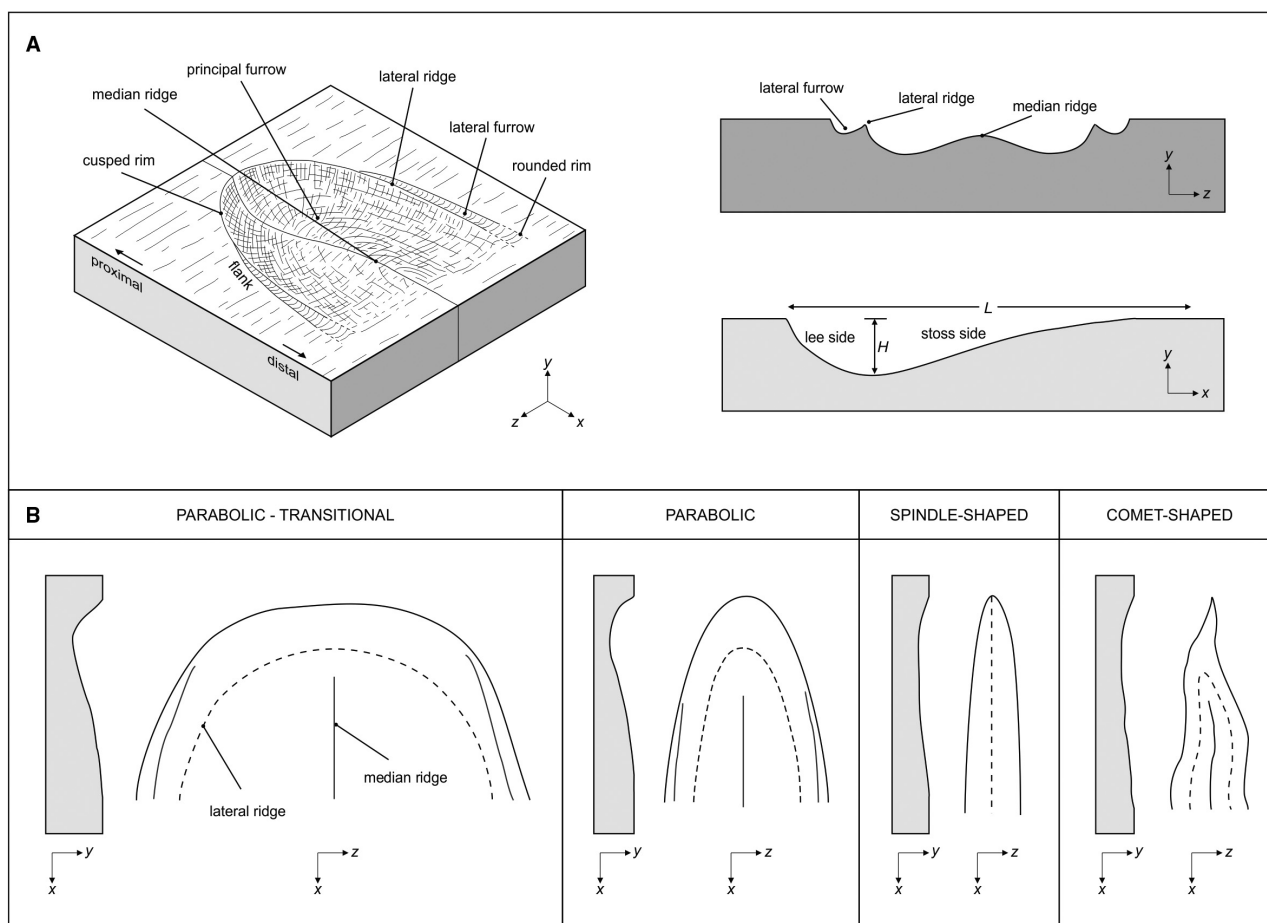 A
principal furrow
lateral ridge
median ridge
lateral furrow
cusped rim
rounded rim
flank
proximal
distal
y
z
x
lateral furrow
lateral ridge
median ridge
y
z
L
lee side
H
stoss side
y
x
B
PARABOLIC - TRANSITIONAL
PARABOLIC
SPINDLE-SHAPED
COMET-SHAPED
median ridge
lateral ridge
y
x
z
x
y
x
z
x
y
x
z
x
y
x
z
x